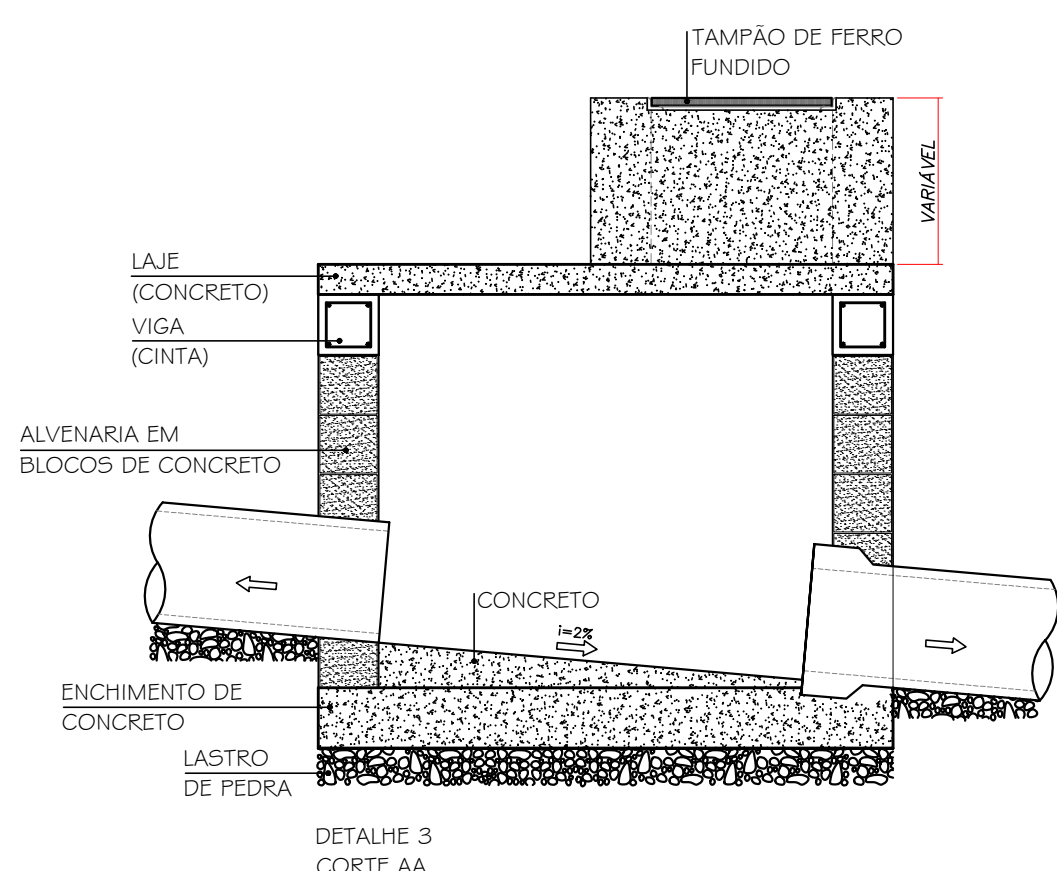 TAMPÃO DE FERRO
FUNDIDO
VARIÁVEL
LAJE
(CONCRETO)
VIGA
(CINTA)
ALVENARIA EM
BLOCOS DE CONCRETO
CONCRETO
i=2%
ENCHIMENTO DE
CONCRETO
LASTRO
DE PEDRA
DETALHE 3
CORTE AA